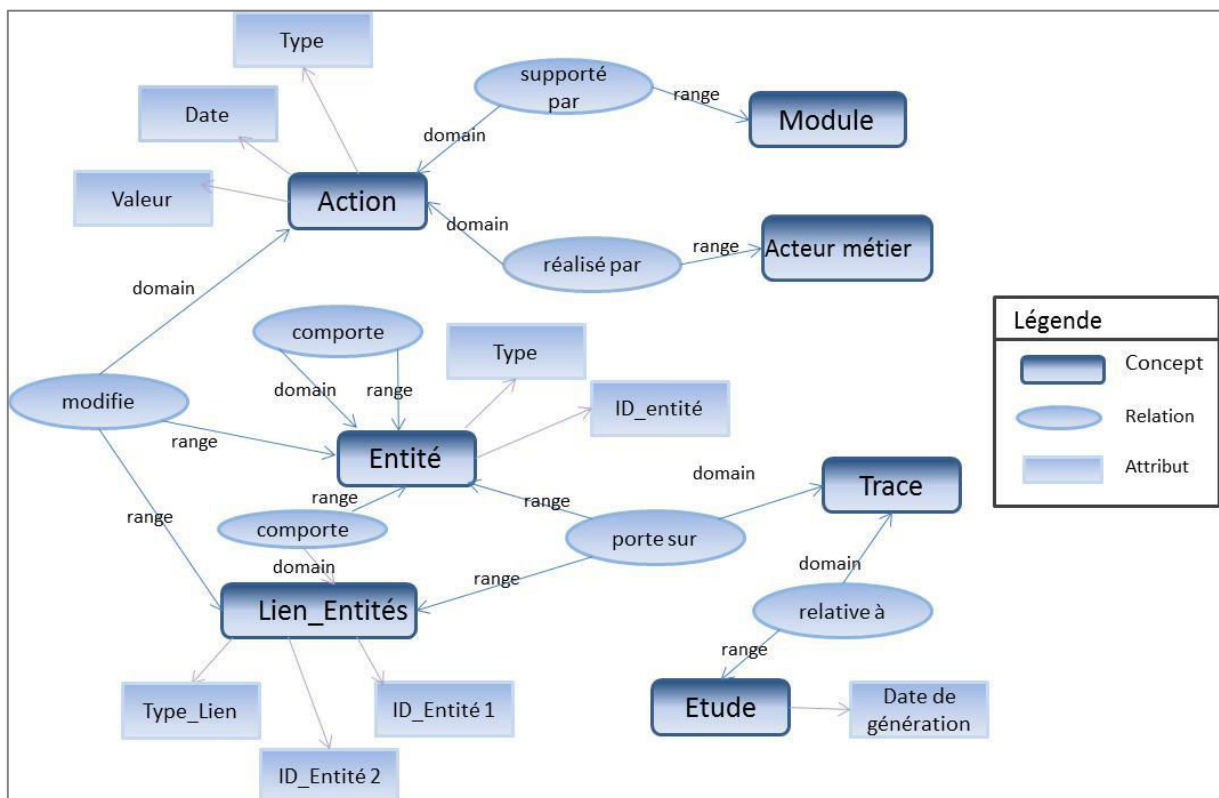 Type
supporté
par
range
Module
Date
domain
Valeur
Action
domain
range
Acteur métier
réalisé par
domain
comporte
Type
Légende
Concept
domain
range
ID_entité
modifie
Relation
range
Entité
domain
Attribut
Trace
range
range
range
comporte
porte sur
domain
range
domain
Lien_Entités
relative à
range
Type_Lien
ID_Entité 1
Etude
Date de
génération
ID_Entité 2